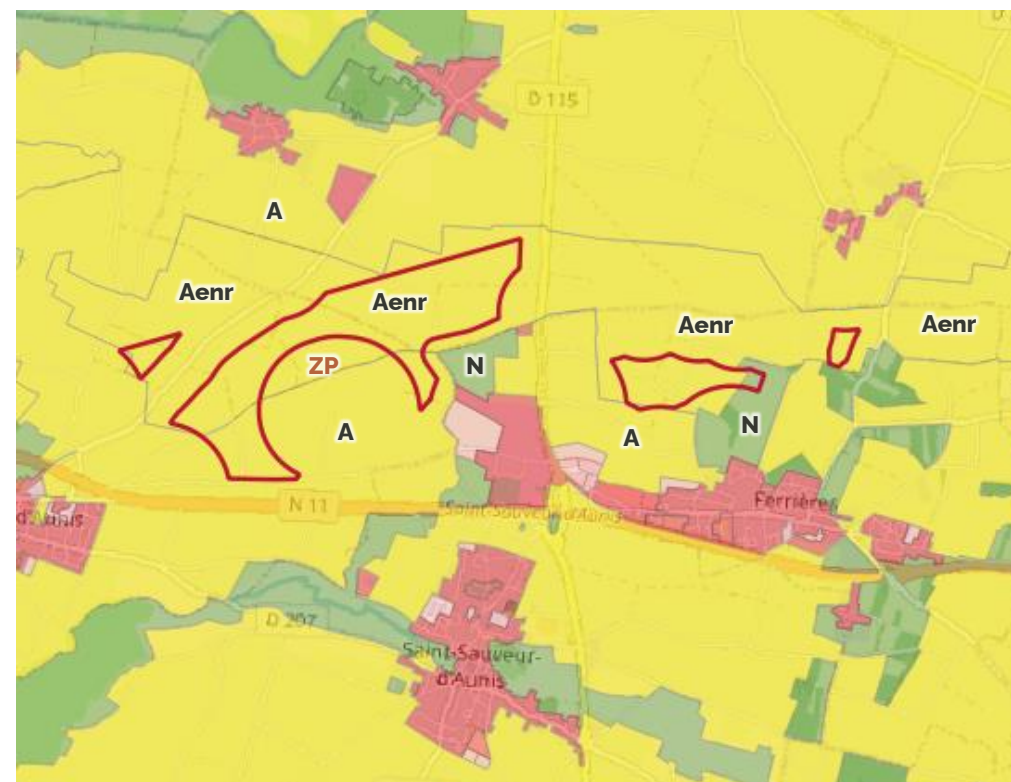 D 115
A
Aenr
Aenr
Aenr
Aenr
ZP
N
A
A
N
Ferrières
N 11
Saint-Sauveur-d'Aunis
d'Aunis
D 207
Saint-Sauveur-
d'Aunis